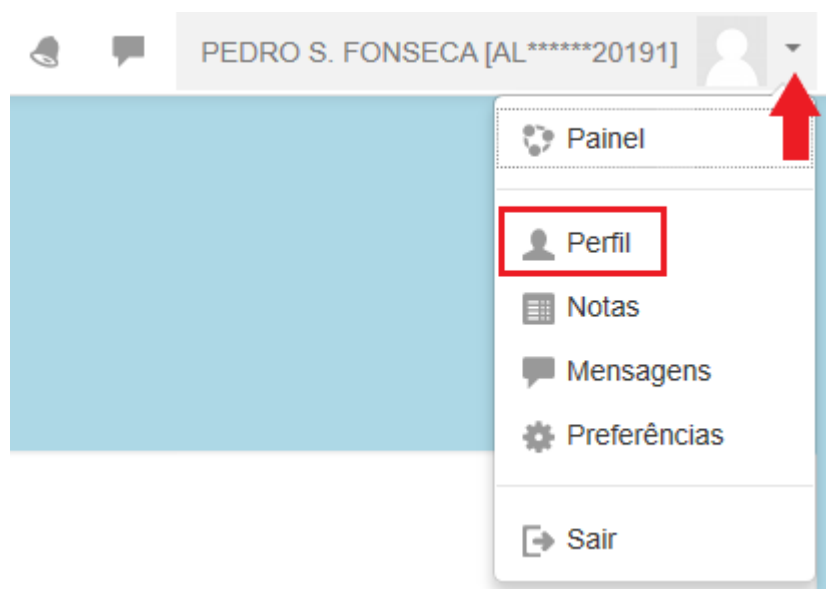 PEDRO S. FONSECA [AL******20191]
Painel
Perfil
Notas
Mensagens
Preferências
Sair